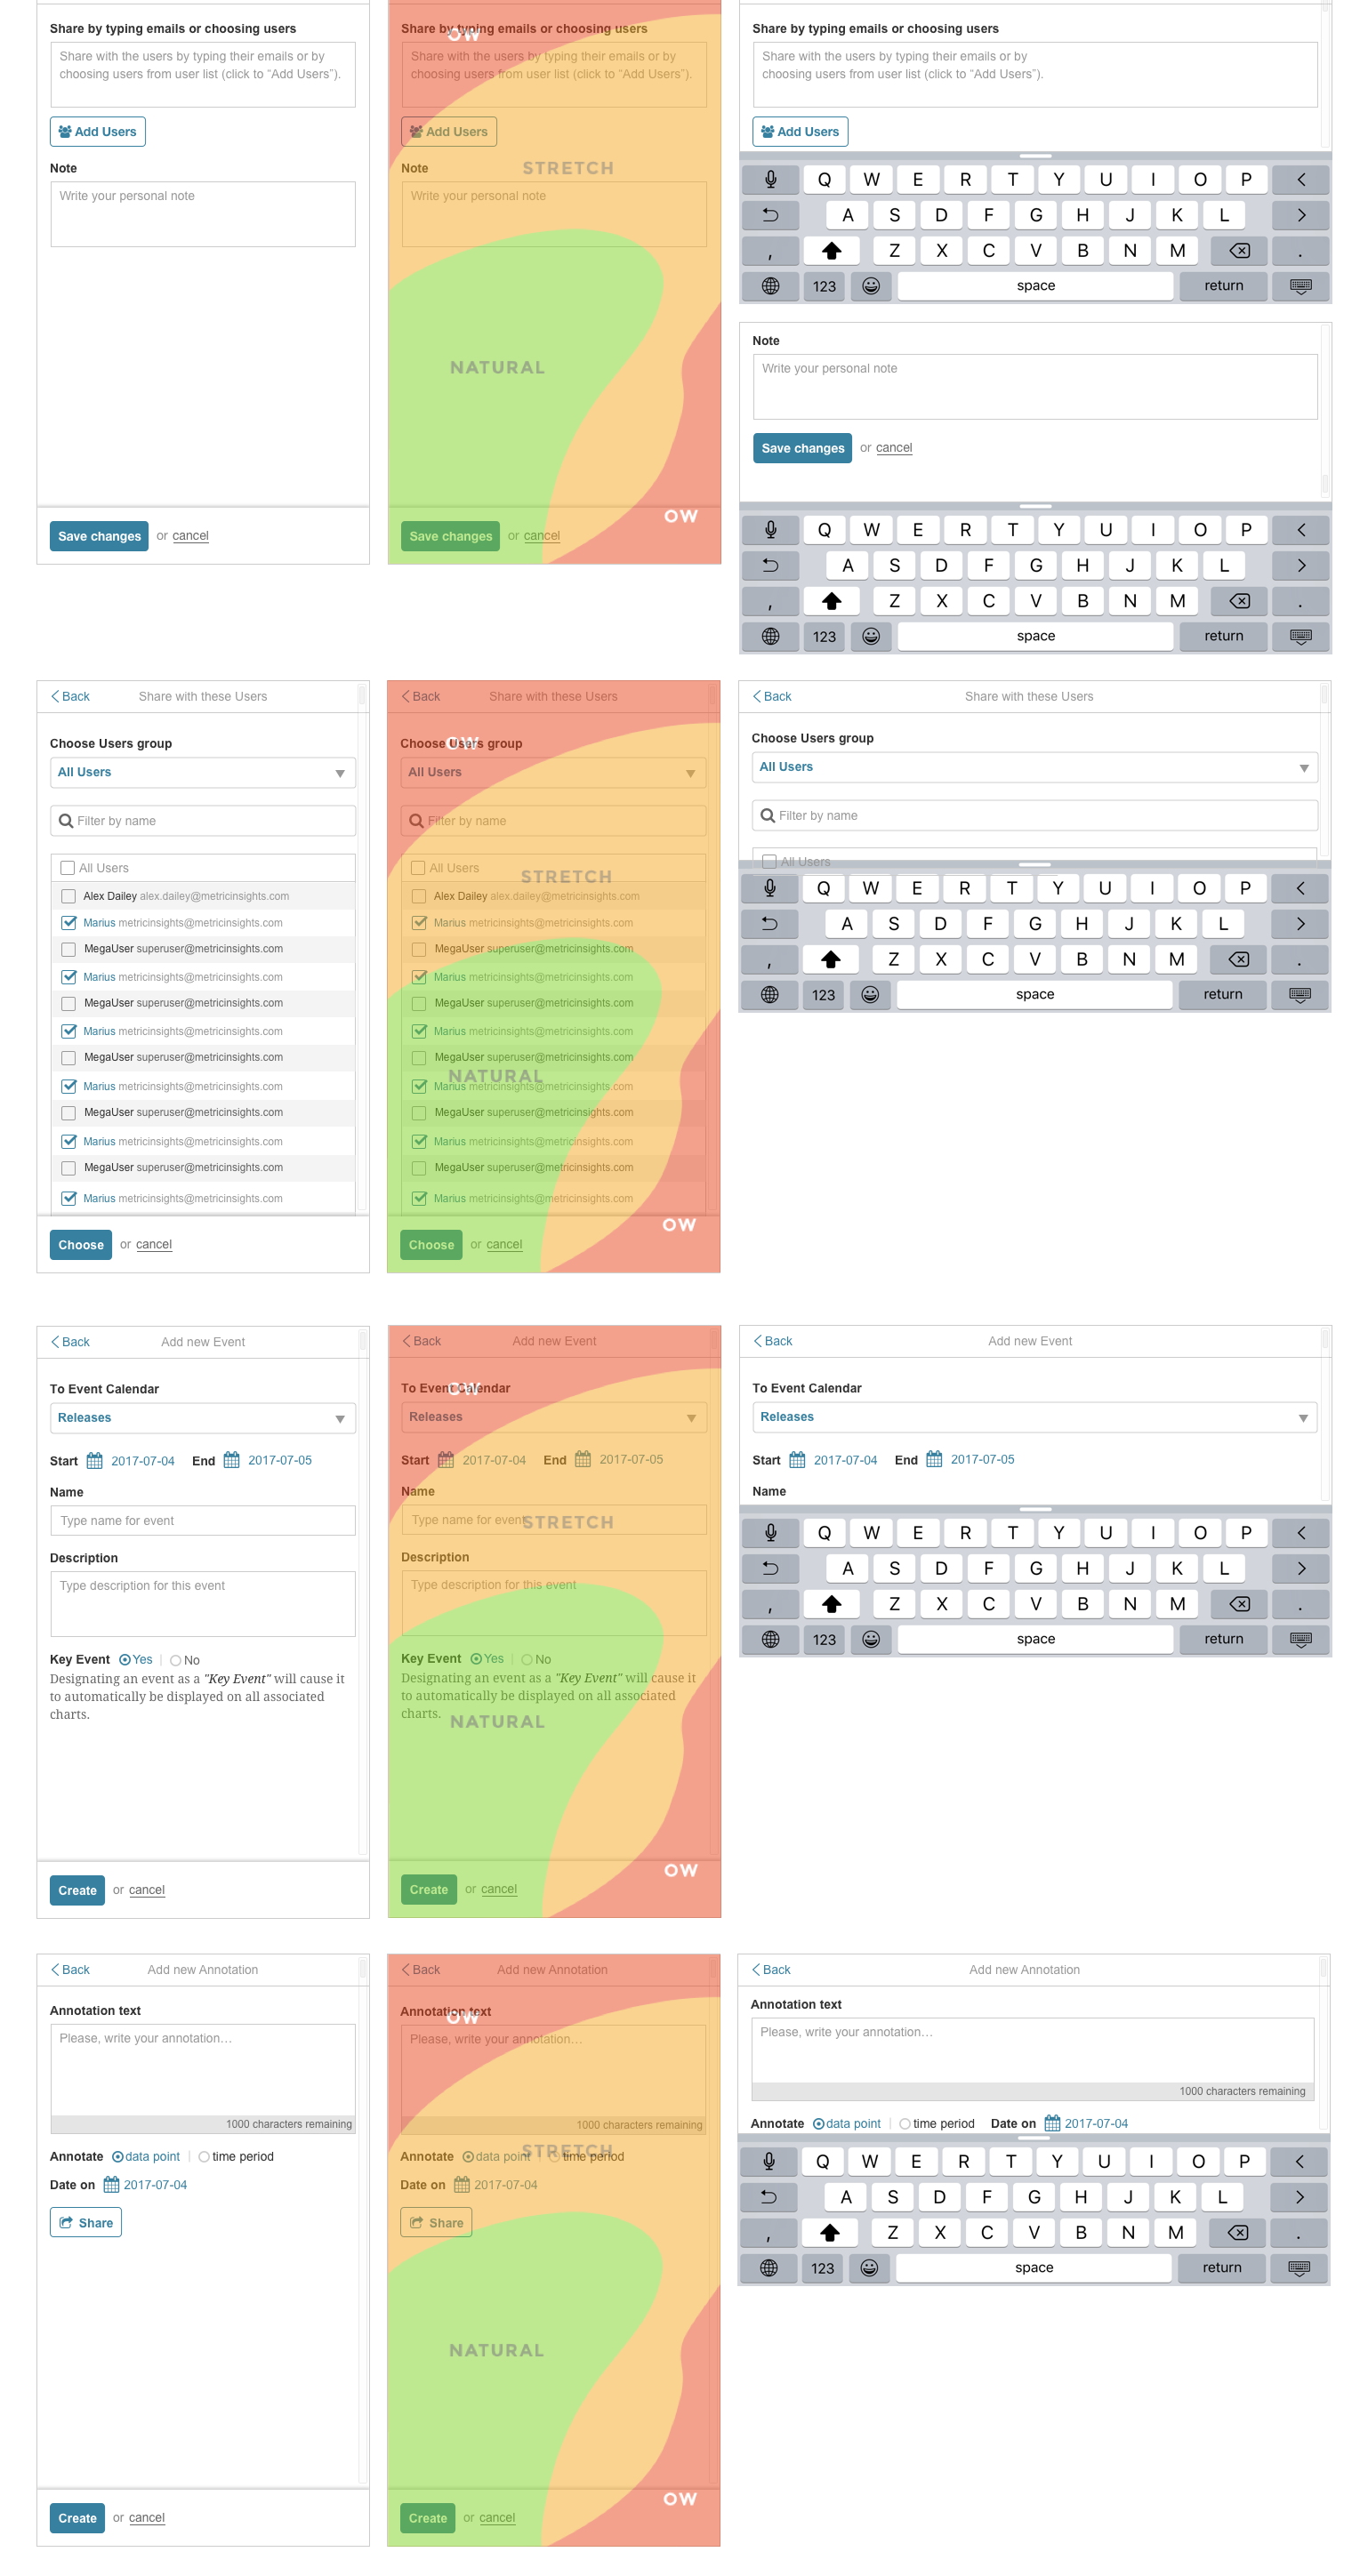 Share by typing emails or choosing users
Share with the users by typing their emails or by
choosing users from user list (click to “Add Users”).
Add Users
Note
Write your personal note
Save changes or cancel
Share by typing emails or choosing users
OW
Share with the users by typing their emails or by
choosing users from user list (click to “Add Users”).
Add Users
STRETCH
Note
Write your personal note
NATURAL
OW
Save changes or cancel
Share by typing emails or choosing users
Share with the users by typing their emails or by
choosing users from user list (click to “Add Users”).
Add Users
Q W E R T Y U I O P
A S D F G H J K L
, Z X C V B N M .
123 space return
Note
Write your personal note
Save changes or cancel
Q W E R T Y U I O P
A S D F G H J K L
, Z X C V B N M .
123 space return
Back Share with these Users
Choose Users group
All Users
Filter by name
All Users
Alex Dailey alex.dailey@metricinsights.com
Marius metricinsights@metricinsights.com
MegaUser superuser@metricinsights.com
Marius metricinsights@metricinsights.com
MegaUser superuser@metricinsights.com
Marius metricinsights@metricinsights.com
MegaUser superuser@metricinsights.com
Marius metricinsights@metricinsights.com
MegaUser superuser@metricinsights.com
Marius metricinsights@metricinsights.com
MegaUser superuser@metricinsights.com
Marius metricinsights@metricinsights.com
Choose or cancel
Back Share with these Users
Choose Users group
OW
All Users
Filter by name
All Users
STRETCH
Alex Dailey alex.dailey@metricinsights.com
Marius metricinsights@metricinsights.com
MegaUser superuser@metricinsights.com
Marius metricinsights@metricinsights.com
MegaUser superuser@metricinsights.com
Marius metricinsights@metricinsights.com
MegaUser superuser@metricinsights.com
NATURAL
Marius metricinsights@metricinsights.com
MegaUser superuser@metricinsights.com
Marius metricinsights@metricinsights.com
MegaUser superuser@metricinsights.com
Marius metricinsights@metricinsights.com
OW
Choose or cancel
Back Share with these Users
Choose Users group
All Users
Filter by name
All Users
Q W E R T Y U I O P
A S D F G H J K L
, Z X C V B N M .
123 space return
Back Add new Event
To Event Calendar
Releases
Start 2017-07-04 End 2017-07-05
Name
Type name for event
Description
Type description for this event
Key Event Yes | No
Designating an event as a "Key Event" will cause it
to automatically be displayed on all associated
charts.
Create or cancel
Back Add new Event
To Event Calendar
OW
Releases
Start 2017-07-04 End 2017-07-05
Name
Type name for event
STRETCH
Description
Type description for this event
Key Event Yes | No
Designating an event as a "Key Event" will cause it
to automatically be displayed on all associated
charts.
NATURAL
OW
Create or cancel
Back Add new Event
To Event Calendar
Releases
Start 2017-07-04 End 2017-07-05
Name
Q W E R T Y U I O P
A S D F G H J K L
, Z X C V B N M .
123 space return
Back Add new Annotation
Annotation text
Please, write your annotation...
1000 characters remaining
Annotate data point | time period
Date on 2017-07-04
Share
Create or cancel
Back Add new Annotation
Annotation text
OW
Please, write your annotation...
1000 characters remaining
STRETCH
Annotate data point | time period
Date on 2017-07-04
Share
NATURAL
OW
Create or cancel
Back Add new Annotation
Annotation text
Please, write your annotation...
1000 characters remaining
Annotate data point | time period Date on 2017-07-04
Q W E R T Y U I O P
A S D F G H J K L
, Z X C V B N M .
123 space return